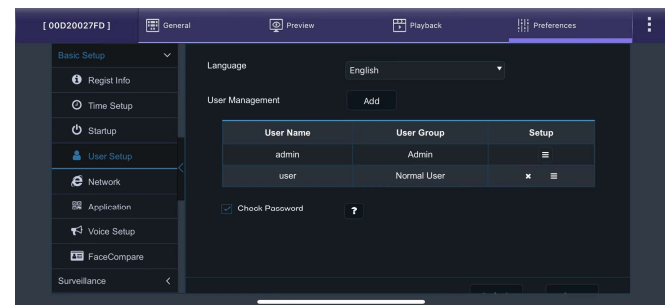 [ 00D20027FD ] General Preview Playback Preferences
Basic Setup
Regist Info
Time Setup
Startup
User Setup
Network
Application
Voice Setup
FaceCompare
Surveillance
Language English
User Management Add
User Name User Group Setup
admin Admin
user Normal User
Check Password ?